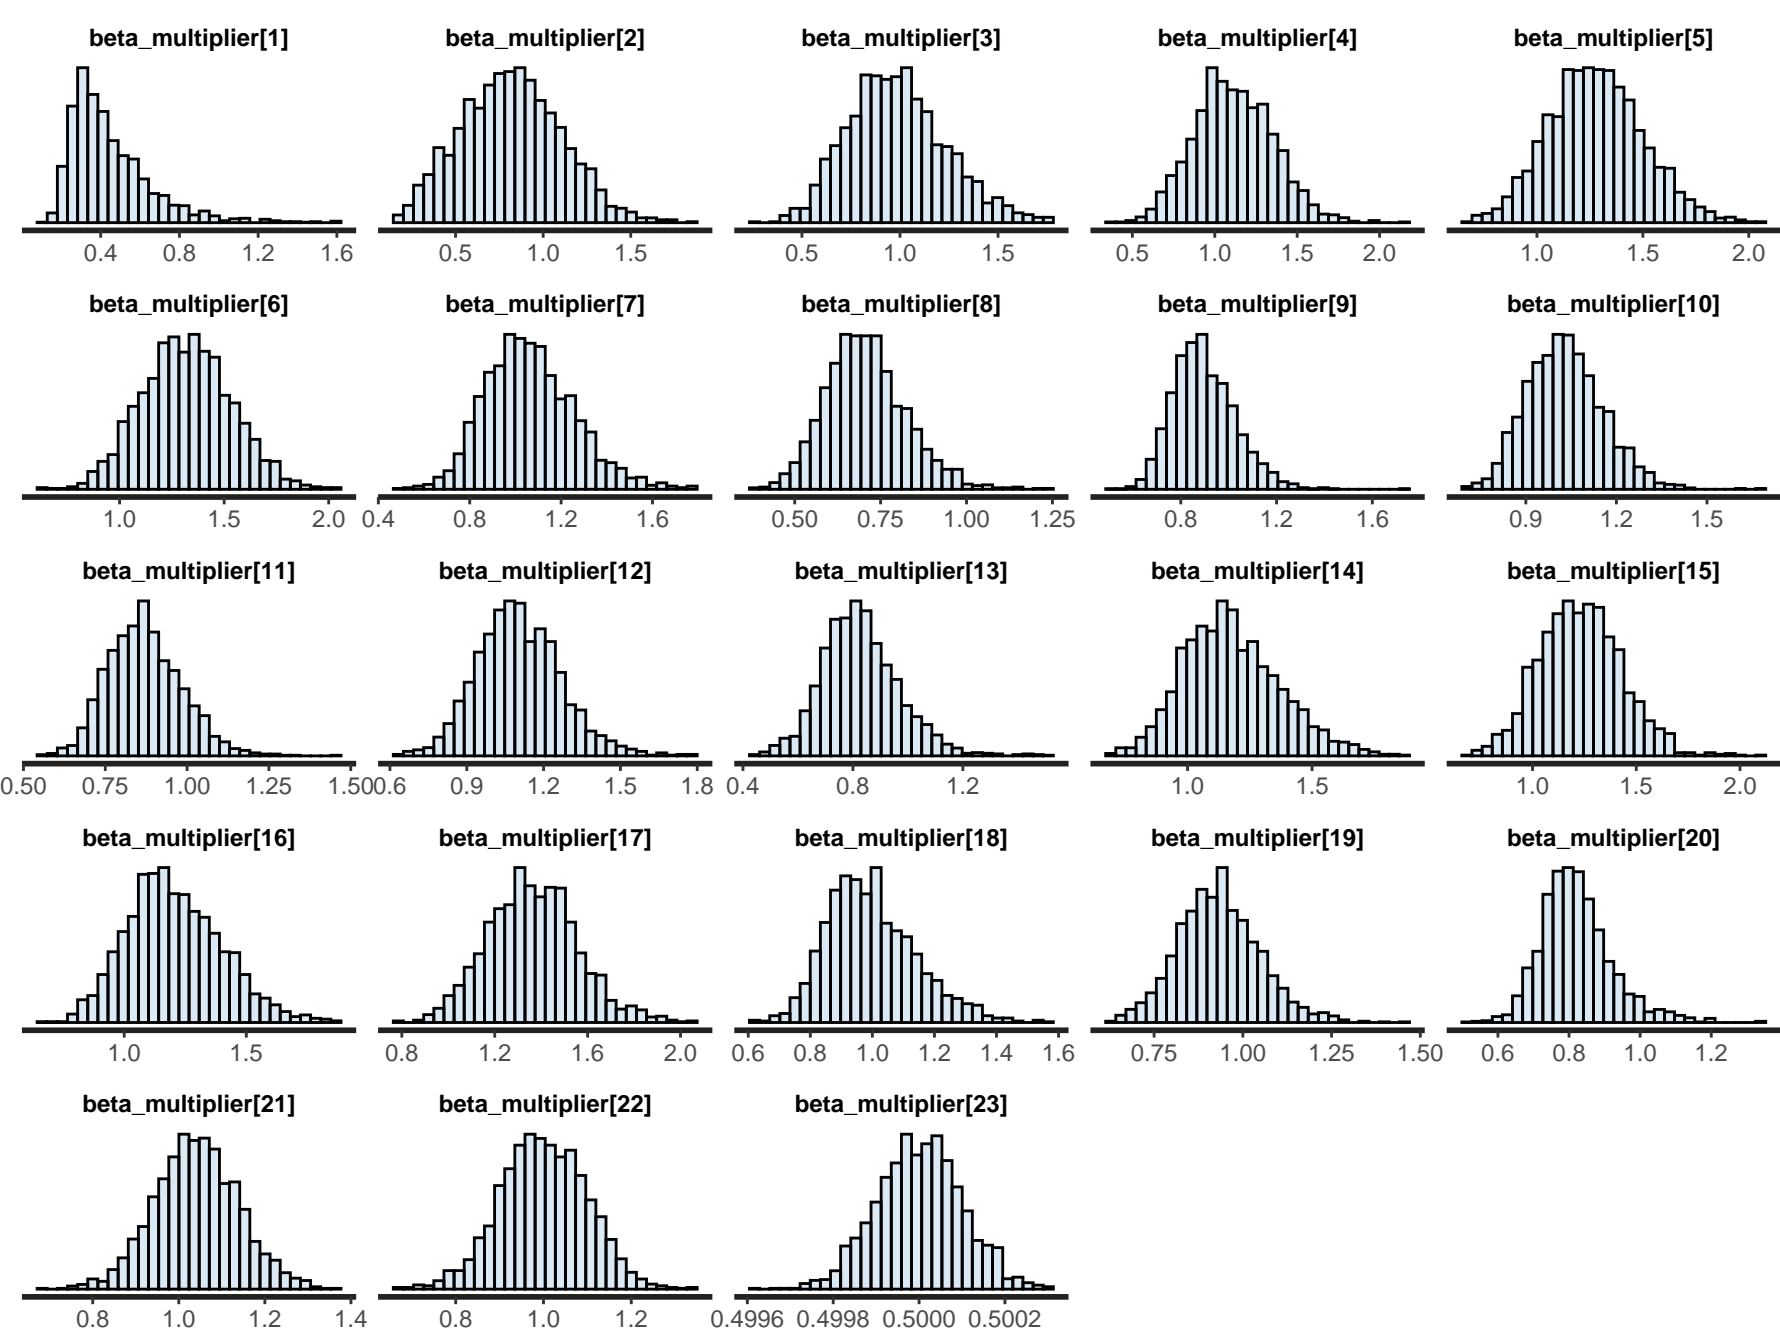 beta_multiplier[1] beta_multiplier[2] beta_multiplier[3] beta_multiplier[4] beta_multiplier[5]
0.4 0.8 1.2 1.6 0.5 1.0 1.5 0.5 1.0 1.5 0.5 1.0 1.5 2.0 1.0 1.5 2.0
beta_multiplier[6] beta_multiplier[7] beta_multiplier[8] beta_multiplier[9] beta_multiplier[10]
1.0 1.5 2.0 0.4 0.8 1.2 1.6 0.50 0.75 1.00 1.25 0.8 1.2 1.6 0.9 1.2 1.5
beta_multiplier[11] beta_multiplier[12] beta_multiplier[13] beta_multiplier[14] beta_multiplier[15]
0.50 0.75 1.00 1.25 1.50 0.6 0.9 1.2 1.5 1.8 0.4 0.8 1.2 1.0 1.5 1.0 1.5 2.0
beta_multiplier[16] beta_multiplier[17] beta_multiplier[18] beta_multiplier[19] beta_multiplier[20]
1.0 1.5 0.8 1.2 1.6 2.0 0.6 0.8 1.0 1.2 1.4 1.6 0.75 1.00 1.25 1.50 0.6 0.8 1.0 1.2
beta_multiplier[21] beta_multiplier[22] beta_multiplier[23]
0.8 1.0 1.2 1.4 0.8 1.0 1.2 0.4996 0.4998 0.5000 0.5002